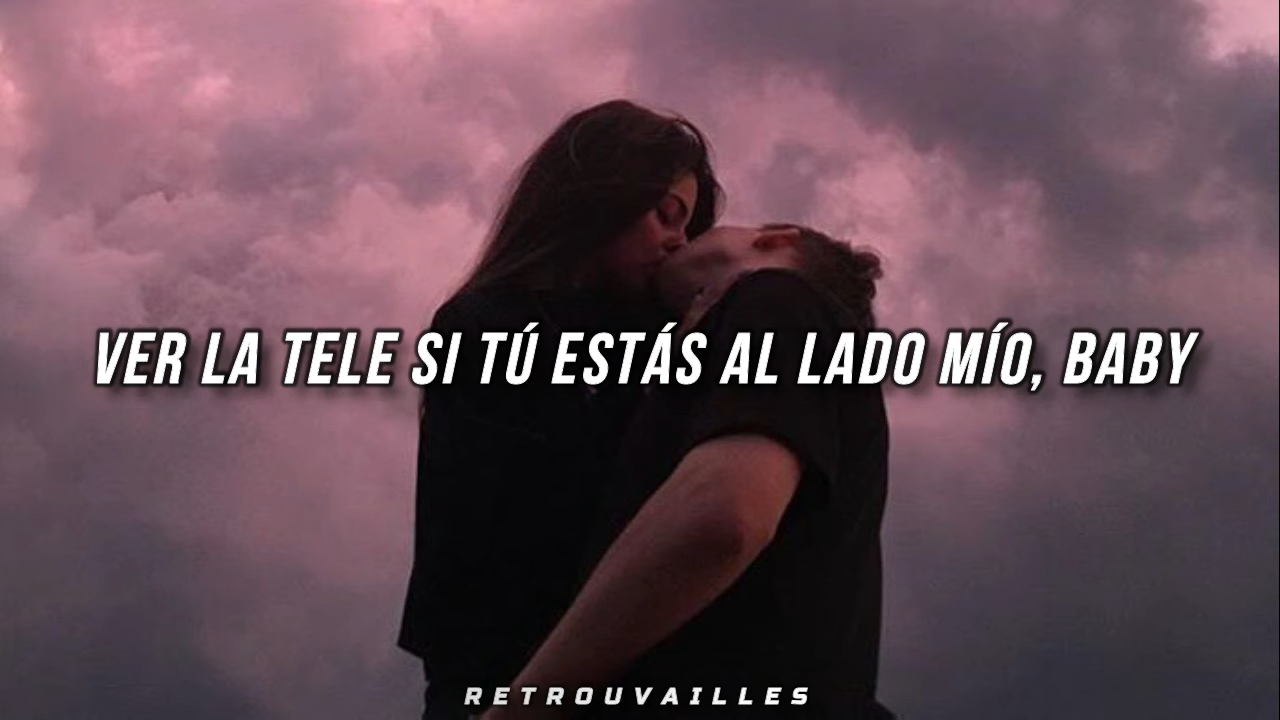 VER LA TELE SI TÚ ESTÁS AL LADO MÍO, BABY
RETROUVAILLES